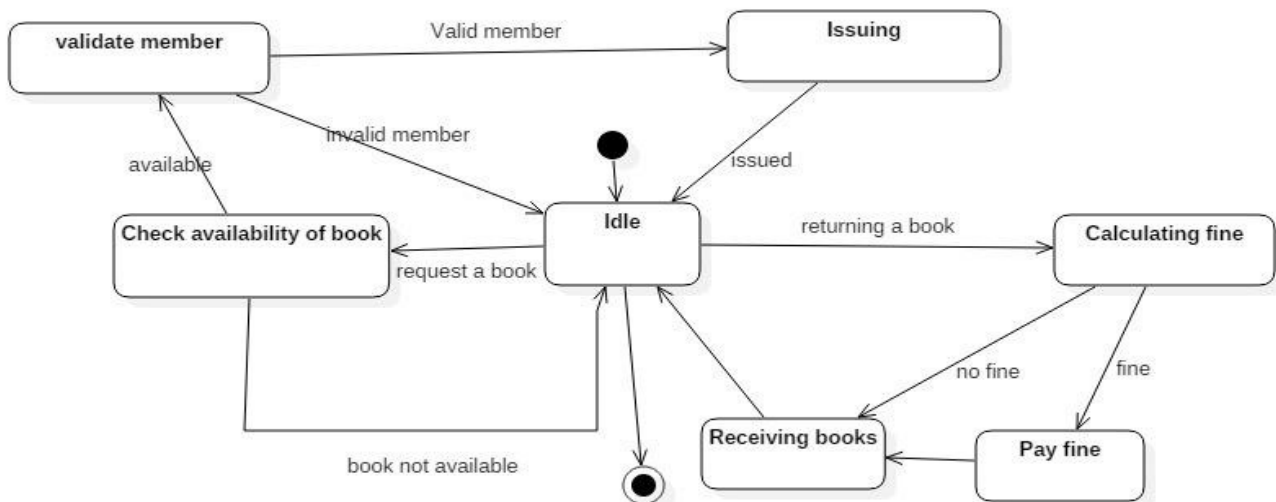 validate member
Valid member
Issuing
invalid member
available
issued
Check availability of book
request a book
Idle
returning a book
Calculating fine
no fine
fine
Receiving books
Pay fine
book not available